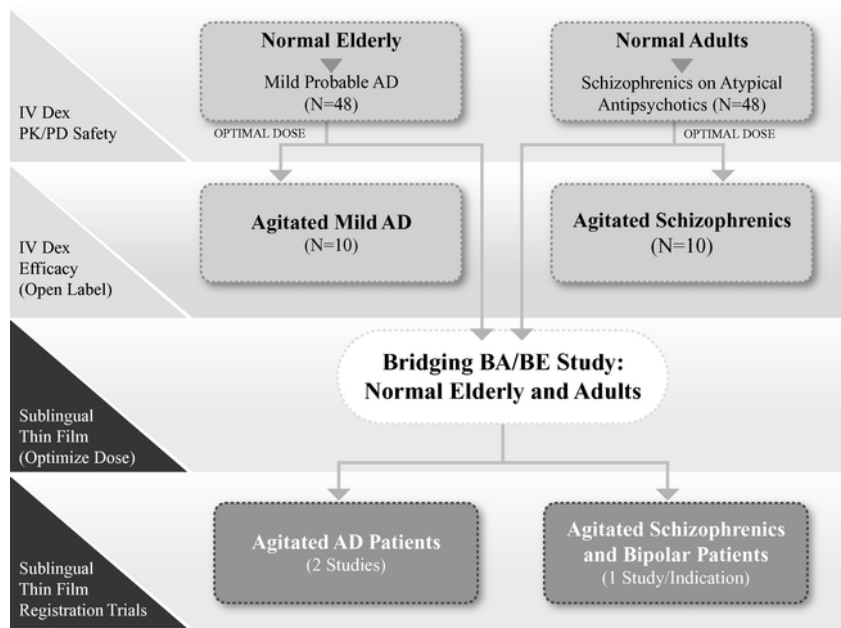 IV Dex
PK/PD Safety
Normal Elderly
Mild Probable AD
(N=48)
OPTIMAL DOSE
Normal Adults
Schizophrenics on Atypical
Antipsychotics (N=48)
OPTIMAL DOSE
IV Dex
Efficacy
(Open Label)
Agitated Mild AD
(N=10)
Agitated Schizophrenics
(N=10)
Sublingual
Thin Film
(Optimize Dose)
Bridging BA/BE Study:
Normal Elderly and Adults
Sublingual
Thin Film
Registration Trials
Agitated AD Patients
(2 Studies)
Agitated Schizophrenics
and Bipolar Patients
(1 Study/Indication)